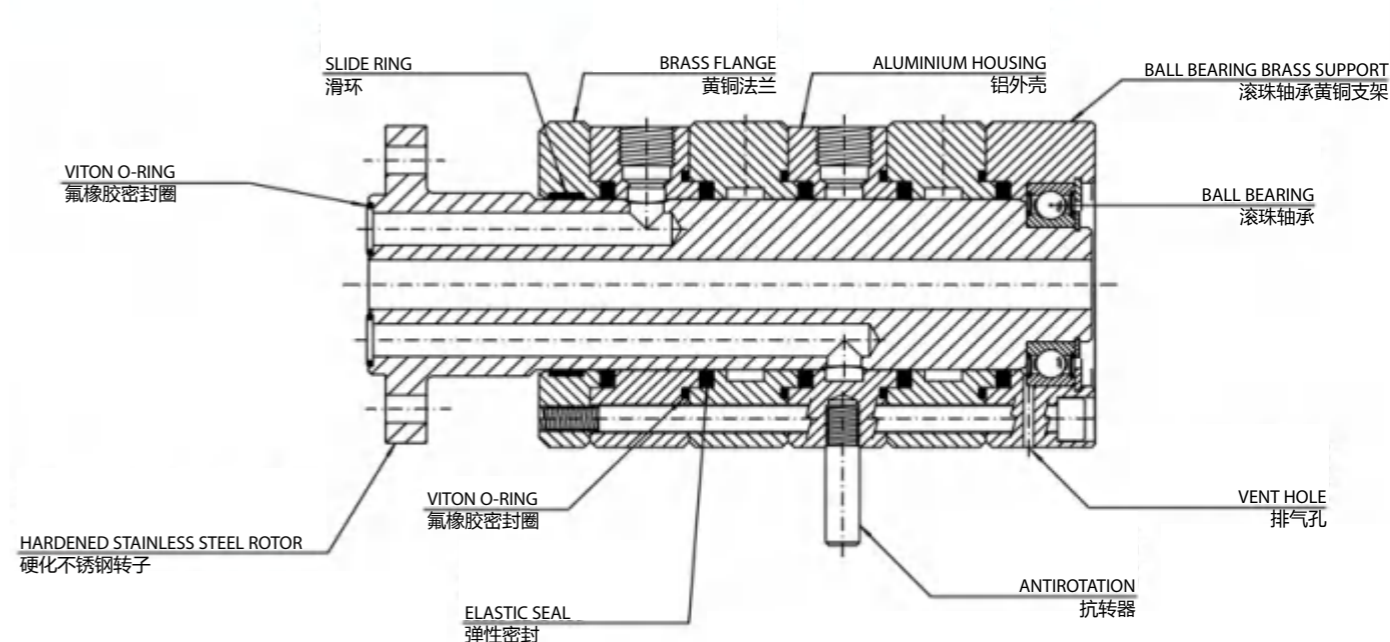 SLIDE RING
滑环
BRASS FLANGE
黄铜法兰
ALUMINIUM HOUSING
铝外壳
BALL BEARING BRASS SUPPORT
滚珠轴承黄铜支架
VITON O-RING
氟橡胶密封圈
BALL BEARING
滚珠轴承
VITON O-RING
氟橡胶密封圈
VENT HOLE
排气孔
HARDENED STAINLESS STEEL ROTOR
硬化不锈钢转子
ANTIROTATION
抗转器
ELASTIC SEAL
弹性密封